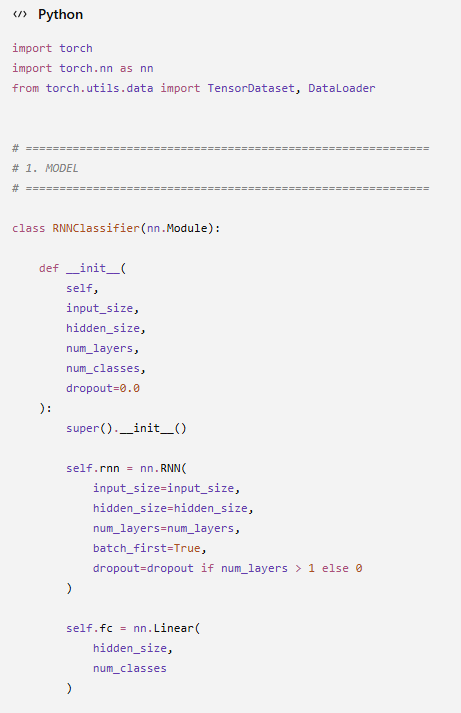 </> Python
import torch
import torch.nn as nn
from torch.utils.data import TensorDataset, DataLoader
# ============================================================
# 1. MODEL
# ============================================================
class RNNClassifier(nn.Module):
    def __init__(
        self,
        input_size,
        hidden_size,
        num_layers,
        num_classes,
        dropout=0.0
    ):
        super().__init__()
        self.rnn = nn.RNN(
            input_size=input_size,
            hidden_size=hidden_size,
            num_layers=num_layers,
            batch_first=True,
            dropout=dropout if num_layers > 1 else 0
        )
        self.fc = nn.Linear(
            hidden_size,
            num_classes
        )